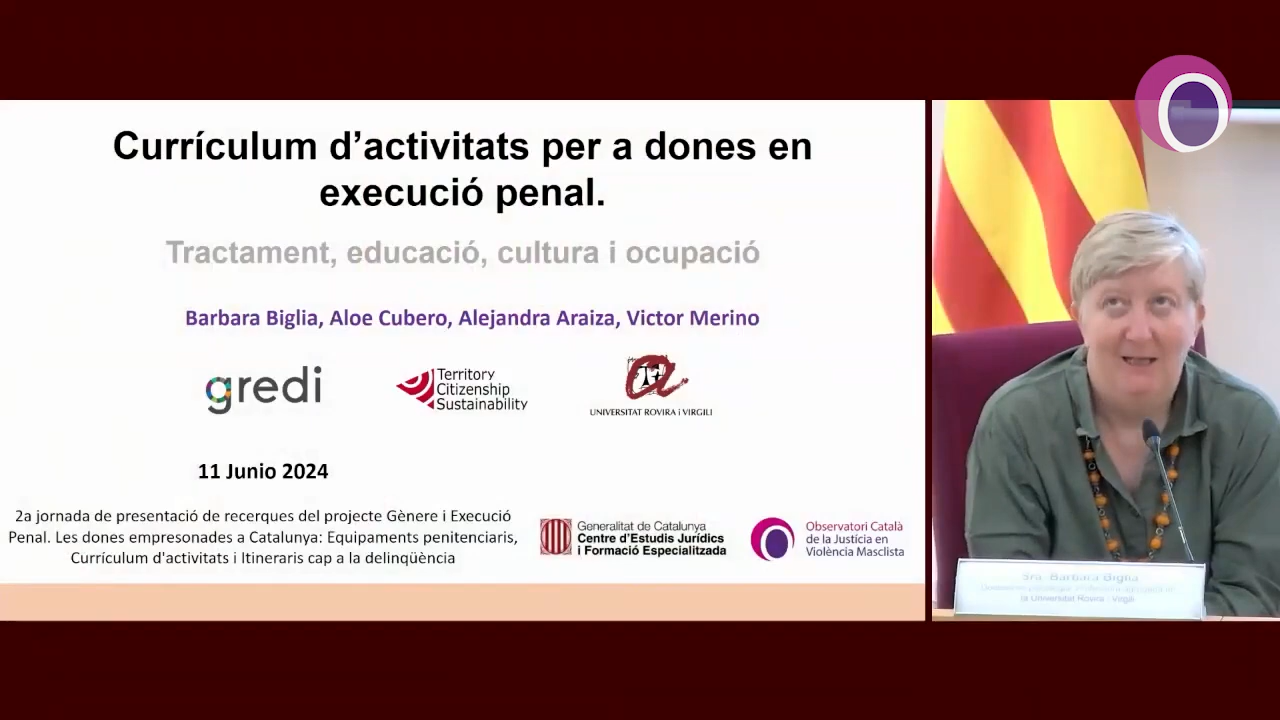 Currículum d'activitats per a dones en
execució penal.
Tractament, educació, cultura i ocupació
Barbara Biglia, Aloe Cubero, Alejandra Araiza, Victor Merino
gredi
Territory
Citizenship
Sustainability
UNIVERSITAT ROVIRA i VIRGILI
11 Junio 2024
2a jornada de presentació de recerques del projecte Gènere i Execució
Penal. Les dones empresonades a Catalunya: Equipaments penitenciaris,
Currículum d'activitats i Itineraris cap a la delinqüència
Generalitat de Catalunya
Centre d'Estudis Jurídics
i Formació Especialitzada
Observatori Català
de la Justícia en
Violència Masclista
Sra. Barbara Biglia
la Universitat Rovira i Virgili